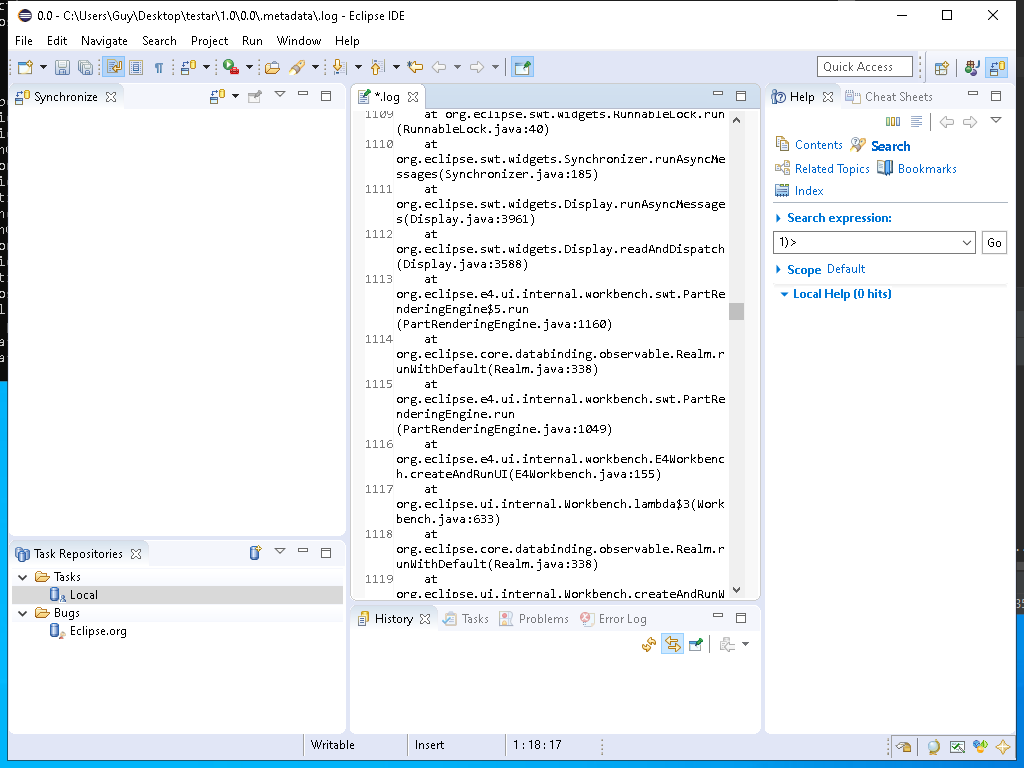 0.0 - C:\Users\Guy\Desktop\testar\1.0\0.0\.metadata\.log - Eclipse IDE
File Edit Navigate Search Project Run Window Help
Quick Access
Synchronize
*.log
Help Cheat Sheets
1109 at org.eclipse.swt.widgets.RunnableLock.run
(RunnableLock.java:40)
1110 at
org.eclipse.swt.widgets.Synchronizer.runAsyncMe
ssages(Synchronizer.java:185)
1111 at
org.eclipse.swt.widgets.Display.runAsyncMessage
s(Display.java:3961)
1112 at
org.eclipse.swt.widgets.Display.readAndDispatch
(Display.java:3588)
1113 at
org.eclipse.e4.ui.internal.workbench.swt.PartRe
nderingEngine$5.run
(PartRenderingEngine.java:1160)
1114 at
org.eclipse.core.databinding.observable.Realm.r
unWithDefault(Realm.java:338)
1115 at
org.eclipse.e4.ui.internal.workbench.swt.PartRe
nderingEngine.run
(PartRenderingEngine.java:1049)
1116 at
org.eclipse.e4.ui.internal.workbench.E4Workbenc
h.createAndRunUI(E4Workbench.java:155)
1117 at
org.eclipse.ui.internal.Workbench.lambda$3(Work
bench.java:633)
1118 at
org.eclipse.core.databinding.observable.Realm.r
unWithDefault(Realm.java:338)
1119 at
org.eclipse.ui.internal.Workbench.createAndRunW
Contents Search
Related Topics Bookmarks
Index
Search expression:
1)>
Go
Scope Default
Local Help (0 hits)
Task Repositories
Tasks
Local
Bugs
Eclipse.org
History Tasks Problems Error Log
Writable Insert 1 : 18 : 17